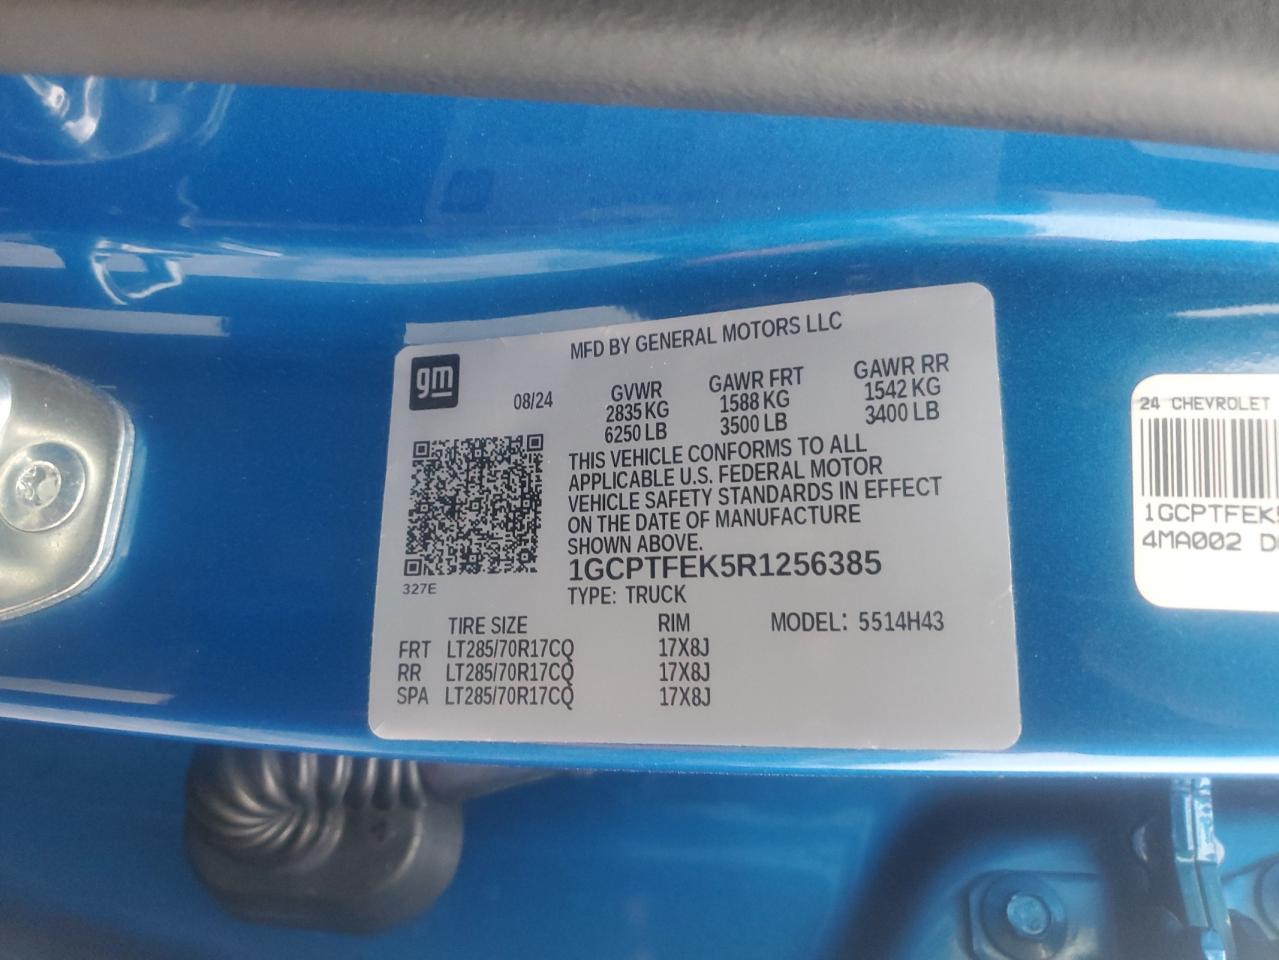 MFD BY GENERAL MOTORS LLC
gm
08/24
GVWR
2835 KG
6250 LB
GAWR FRT
1588 KG
3500 LB
GAWR RR
1542 KG
3400 LB
THIS VEHICLE CONFORMS TO ALL
APPLICABLE U.S. FEDERAL MOTOR
VEHICLE SAFETY STANDARDS IN EFFECT
ON THE DATE OF MANUFACTURE
SHOWN ABOVE.
1GCPTFEK5R1256385
TYPE: TRUCK
327E
TIRE SIZE RIM MODEL: 5514H43
FRT LT285/70R17CQ 17X8J
RR LT285/70R17CQ 17X8J
SPA LT285/70R17CQ 17X8J
24 CHEVROLET
1GCPTFEK
4MA002
4